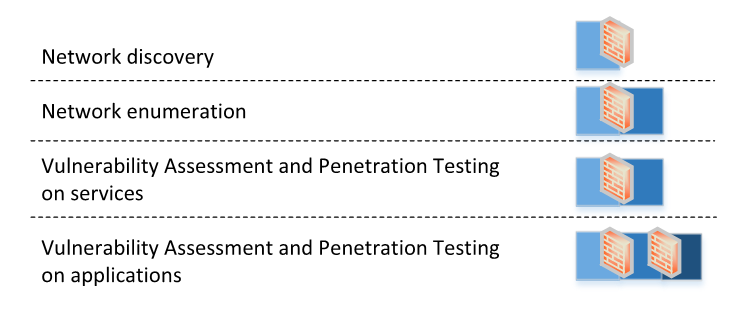 Network discovery
Network enumeration
Vulnerability Assessment and Penetration Testing
on services
Vulnerability Assessment and Penetration Testing
on applications